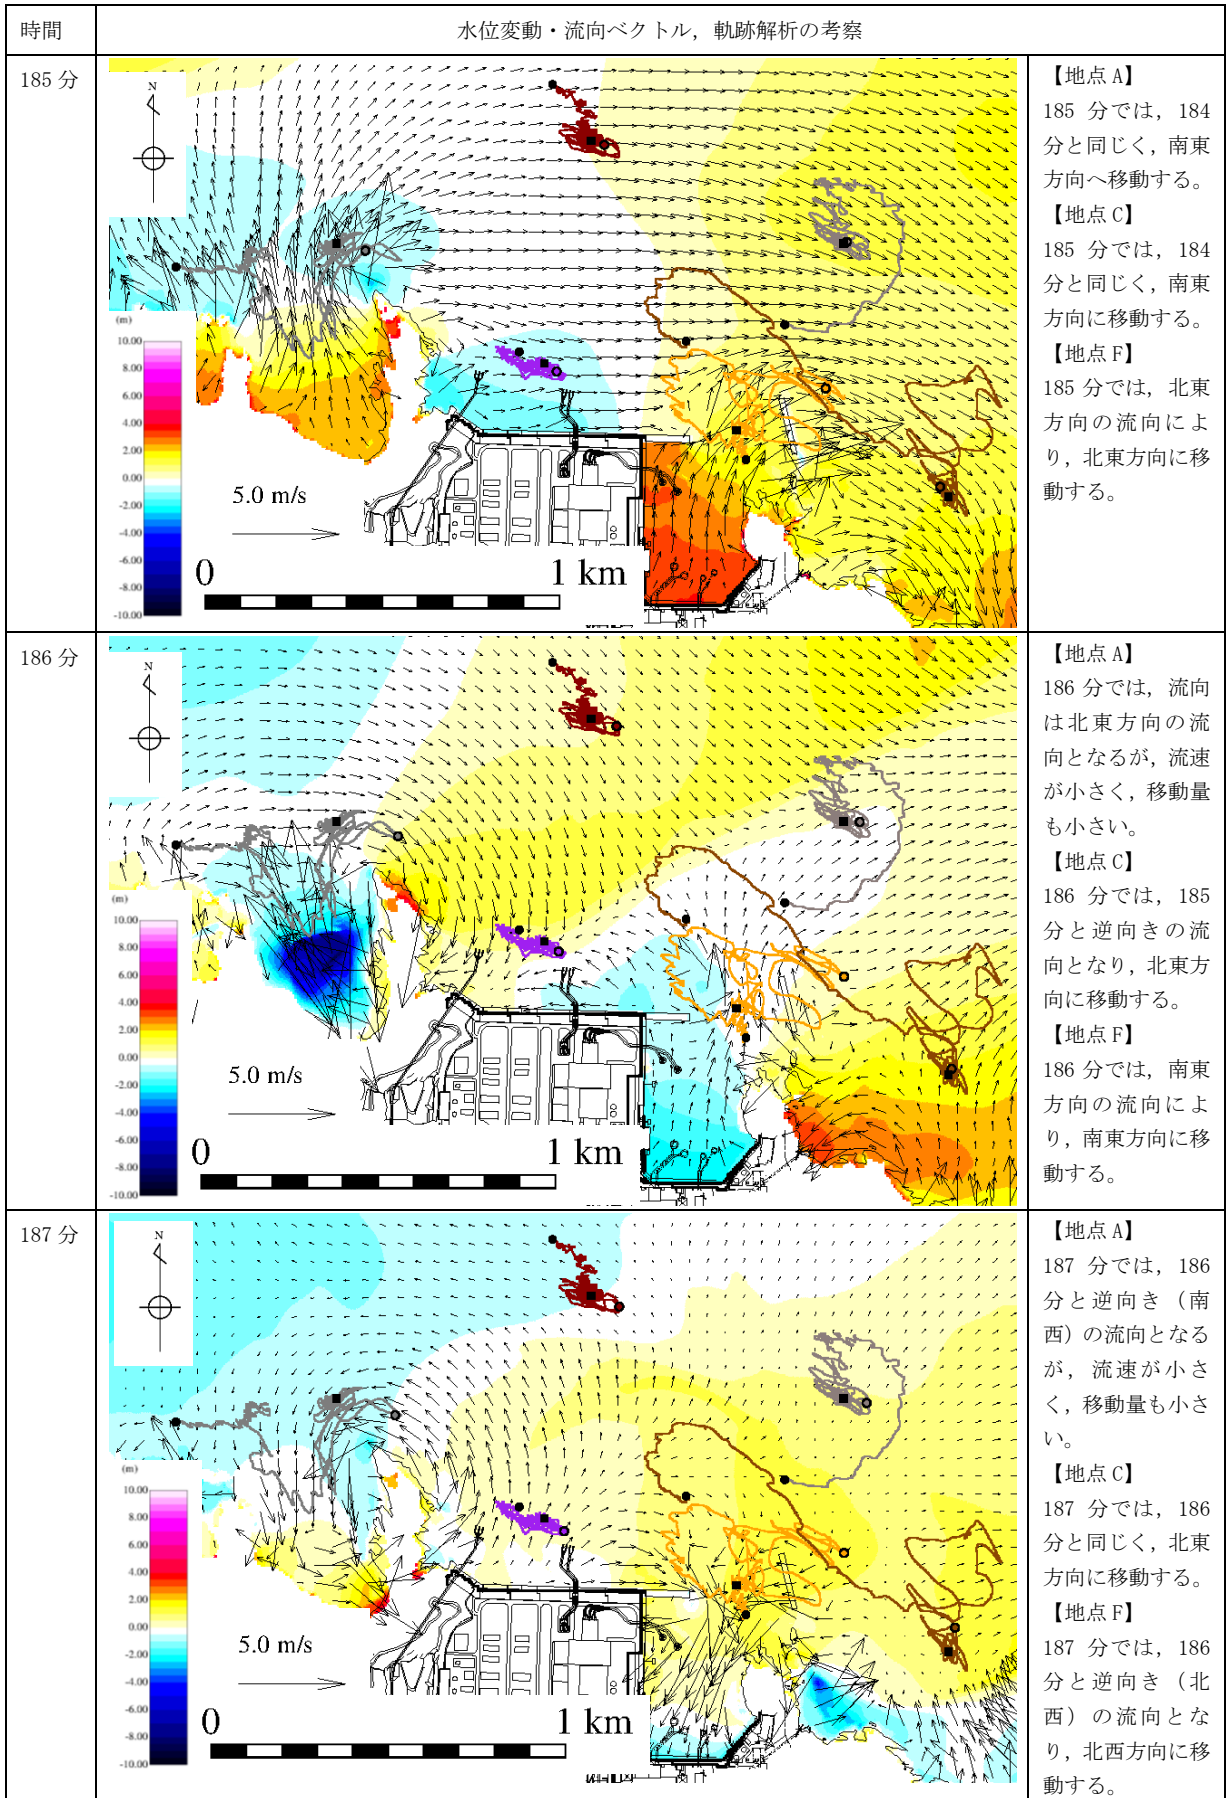 時間
水位変動・流向ベクトル，軌跡解析の考察
185 分
N
(m)
10.00
8.00
6.00
4.00
2.00
0.00
-2.00
-4.00
-6.00
-8.00
-10.00
5.0 m/s
0
1 km
【地点 A】
185 分では，184
分と同じく，南東
方向へ移動する。
【地点 C】
185 分では，184
分と同じく，南東
方向に移動する。
【地点 F】
185 分では，北東
方向の流向によ
り，北東方向に移
動する。
186 分
N
(m)
10.00
8.00
6.00
4.00
2.00
0.00
-2.00
-4.00
-6.00
-8.00
-10.00
5.0 m/s
0
1 km
【地点 A】
186 分では，流向
は北東方向の流
向となるが，流速
が小さく，移動量
も小さい。
【地点 C】
186 分では，185
分と逆向きの流
向となり，北東方
向に移動する。
【地点 F】
186 分では，南東
方向の流向によ
り，南東方向に移
動する。
187 分
N
(m)
10.00
8.00
6.00
4.00
2.00
0.00
-2.00
-4.00
-6.00
-8.00
-10.00
5.0 m/s
0
1 km
【地点 A】
187 分では，186
分と逆向き（南
西）の流向となる
が，流速が小さ
く，移動量も小さ
い。
【地点 C】
187 分では，186
分と同じく，北東
方向に移動する。
【地点 F】
187 分では，186
分と逆向き（北
西）の流向とな
り，北西方向に移
動する。